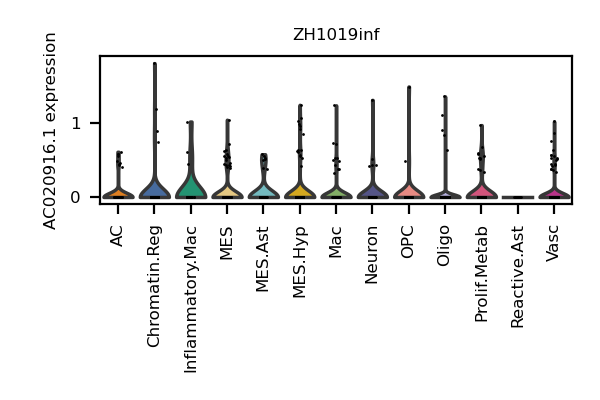 ZH1019inf
AC020916.1 expression
1
0
AC
Chromatin.Reg
Inflammatory.Mac
MES
MES.Ast
MES.Hyp
Mac
Neuron
OPC
Oligo
Prolif.Metab
Reactive.Ast
Vasc